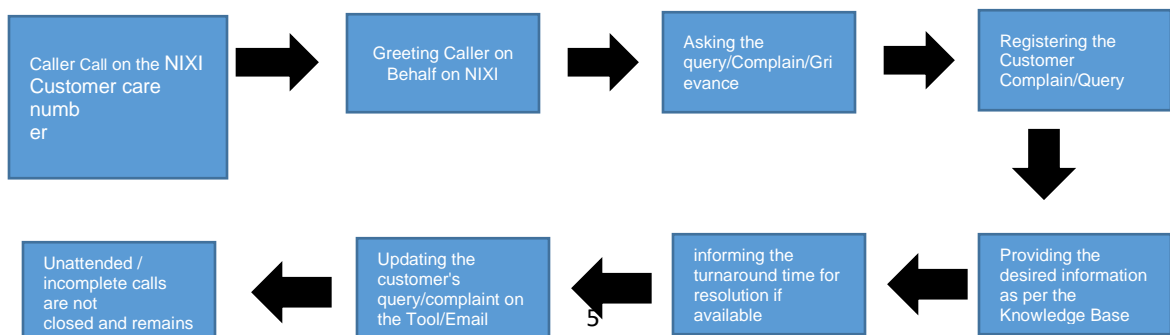 Caller Call on the NIXI
Customer care
numb
er
Greeting Caller on
Behalf on NIXI
Asking the
query/Complain/Gri
evance
Registering the
Customer
Complain/Query
Providing the
desired information
as per the
Knowledge Base
informing the
turnaround time for
resolution if
available
Updating the
customer's
query/complaint on
the Tool/Email
Unattended /
incomplete calls
are not
closed and remains
5